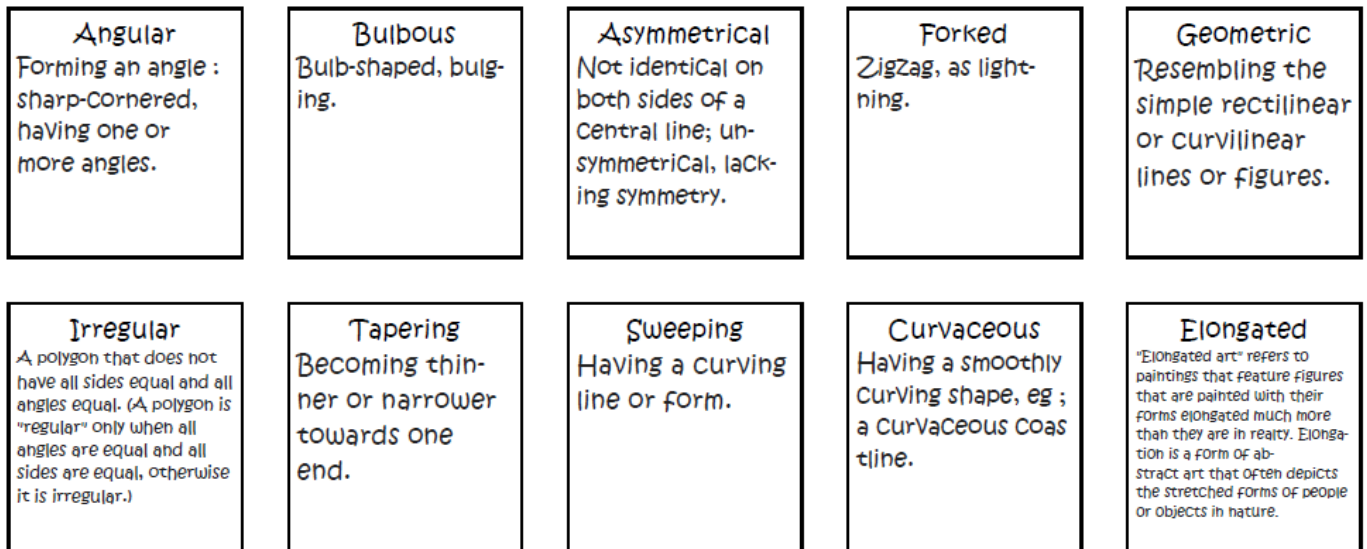 Angular
Forming an angle :
sharp-cornered,
having one or
more angles.
Bulbous
Bulb-shaped, bulg-
ing.
Asymmetrical
Not identical on
both sides of a
central line; un-
symmetrical, lack-
ing symmetry.
Forked
Zigzag, as light-
ning.
Geometric
Resembling the
simple rectilinear
or curvilinear
lines or figures.
Irregular
A polygon that does not
have all sides equal and all
angles equal. (A polygon is
"regular" only when all
angles are equal and all
sides are equal, otherwise
it is irregular.)
Tapering
Becoming thin-
ner or narrower
towards one
end.
Sweeping
Having a curving
line or form.
Curvaceous
Having a smoothly
curving shape, eg ;
a curvaceous coas
tline.
Elongated
"Elongated art" refers to
paintings that feature figures
that are painted with their
forms elongated much more
than they are in realty. Elonga-
tion is a form of ab-
stract art that often depicts
the stretched forms of people
or objects in nature.